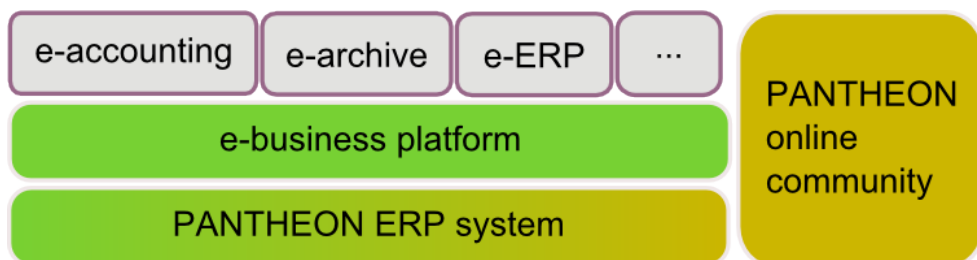 e-accounting
e-archive
e-ERP
...
e-business platform
PANTHEON ERP system
PANTHEON
online
community